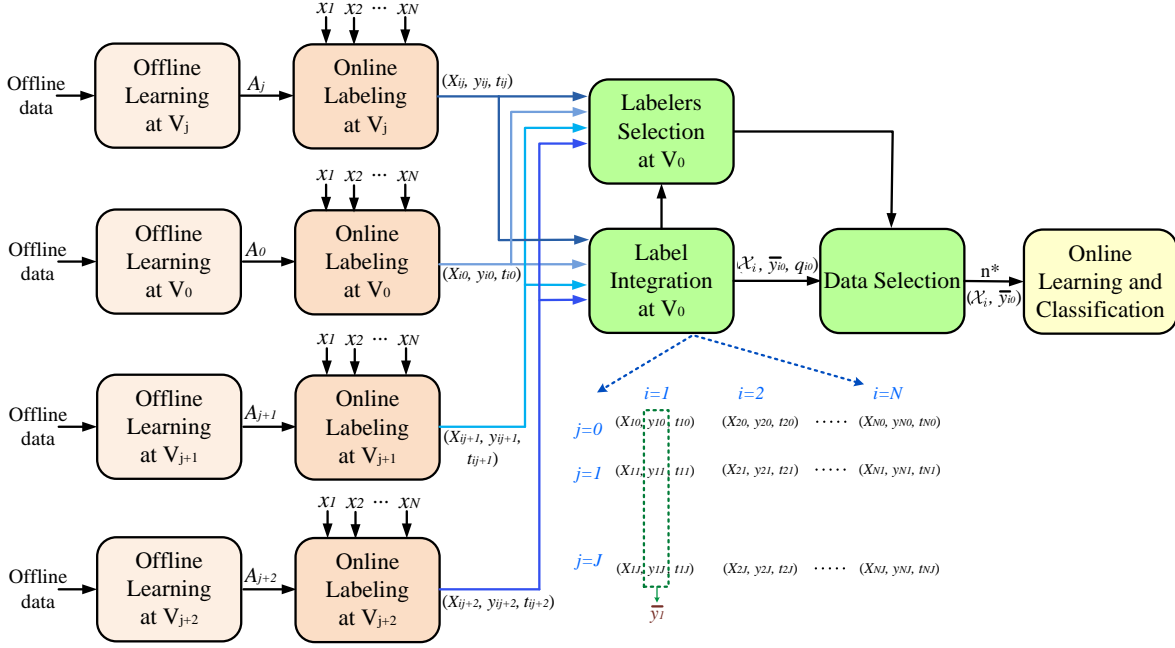 x1 x2 ··· xN
Offline data
Offline Learning at Vj
Aj
Online Labeling at Vj
(Xij, yij, tij)
Labelers Selection at V0
x1 x2 ··· xN
Offline data
Offline Learning at V0
A0
Online Labeling at V0
(Xi0, yi0, ti0)
Label Integration at V0
(𝒳i, y̅i0, qi0)
Data Selection
n*
(𝒳i, y̅i0)
Online Learning and Classification
x1 x2 ··· xN
Offline data
Offline Learning at Vj+1
Aj+1
Online Labeling at Vj+1
(Xij+1, yij+1, tij+1)
i=1 i=2 i=N
j=0 (X10, y10, t10) (X20, y20, t20) ····· (XN0, yN0, tN0)
j=1 (X11, y11, t11) (X21, y21, t21) ····· (XN1, yN1, tN1)
j=J (X1J, y1J, t1J) (X2J, y2J, t2J) ····· (XNJ, yNJ, tNJ)
y̅1
x1 x2 ··· xN
Offline data
Offline Learning at Vj+2
Aj+2
Online Labeling at Vj+2
(Xij+2, yij+2, tij+2)